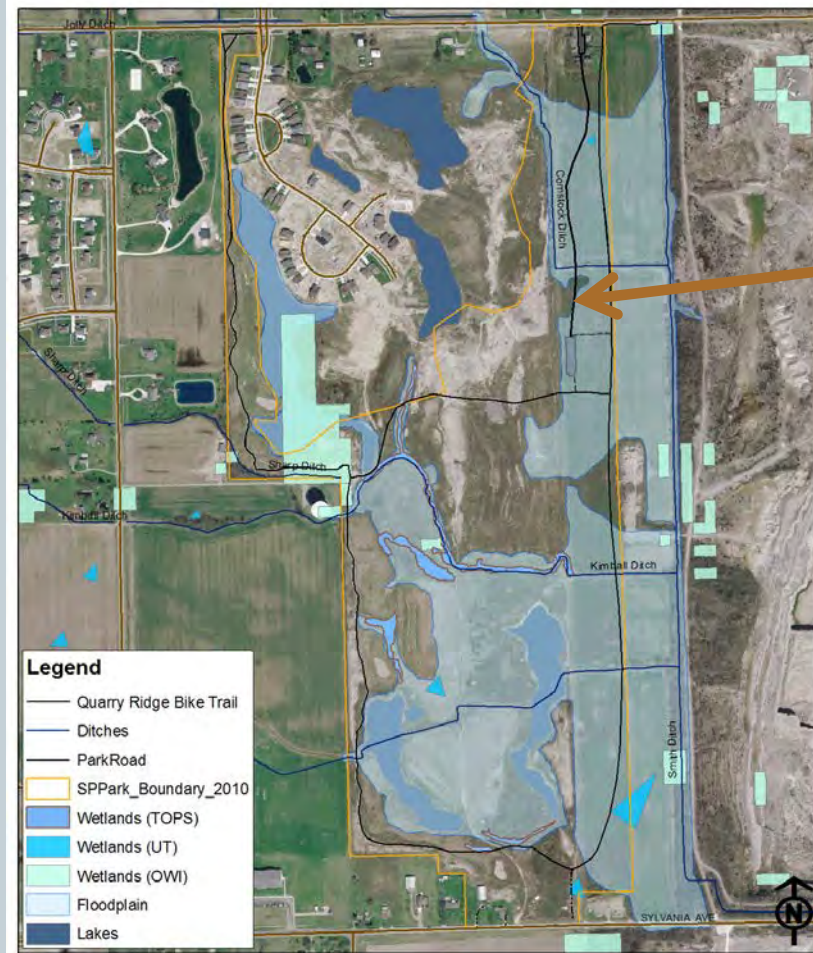 Jolly Ditch
Comstock Ditch
Sharp Ditch
Sharp Ditch
Kimball Ditch
Kimball Ditch
Smith Ditch
SYLVANIA AVE
N
Legend
Quarry Ridge Bike Trail
Ditches
ParkRoad
SPPark_Boundary_2010
Wetlands (TOPS)
Wetlands (UT)
Wetlands (OWI)
Floodplain
Lakes